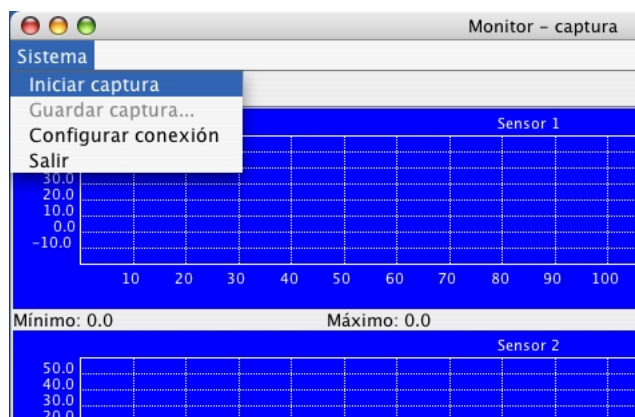 Monitor – captura
Sistema
Iniciar captura
Guardar captura...
Configurar conexión
Salir
Sensor 1
30.0
20.0
10.0
0.0
-10.0
10 20 30 40 50 60 70 80 90 100
Mínimo: 0.0 Máximo: 0.0
Sensor 2
50.0
40.0
30.0
20.0